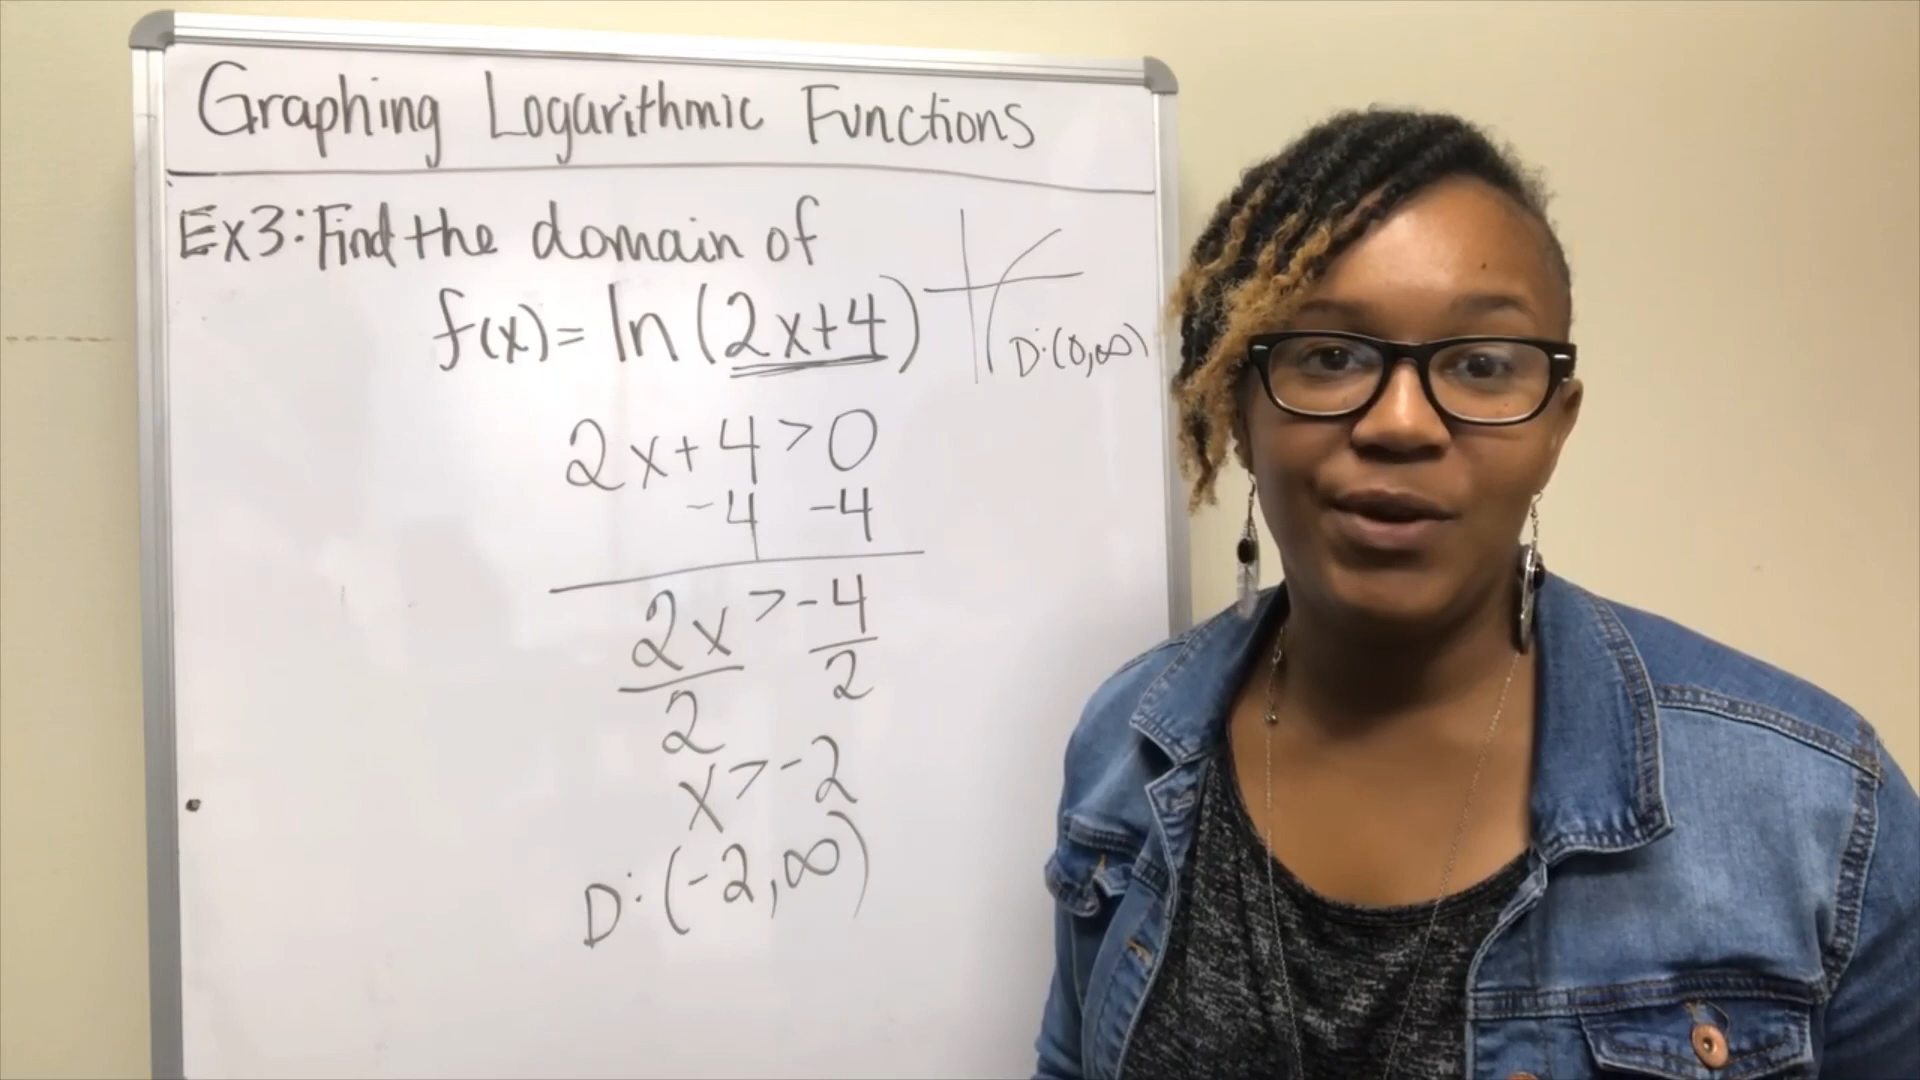 Graphing Logarithmic Functions
Ex3: Find the domain of
f(x) = ln(2x+4)
D: (0,∞)
2x+4>0
-4 -4
2x > -4
2 2
x > -2
D: (-2,∞)